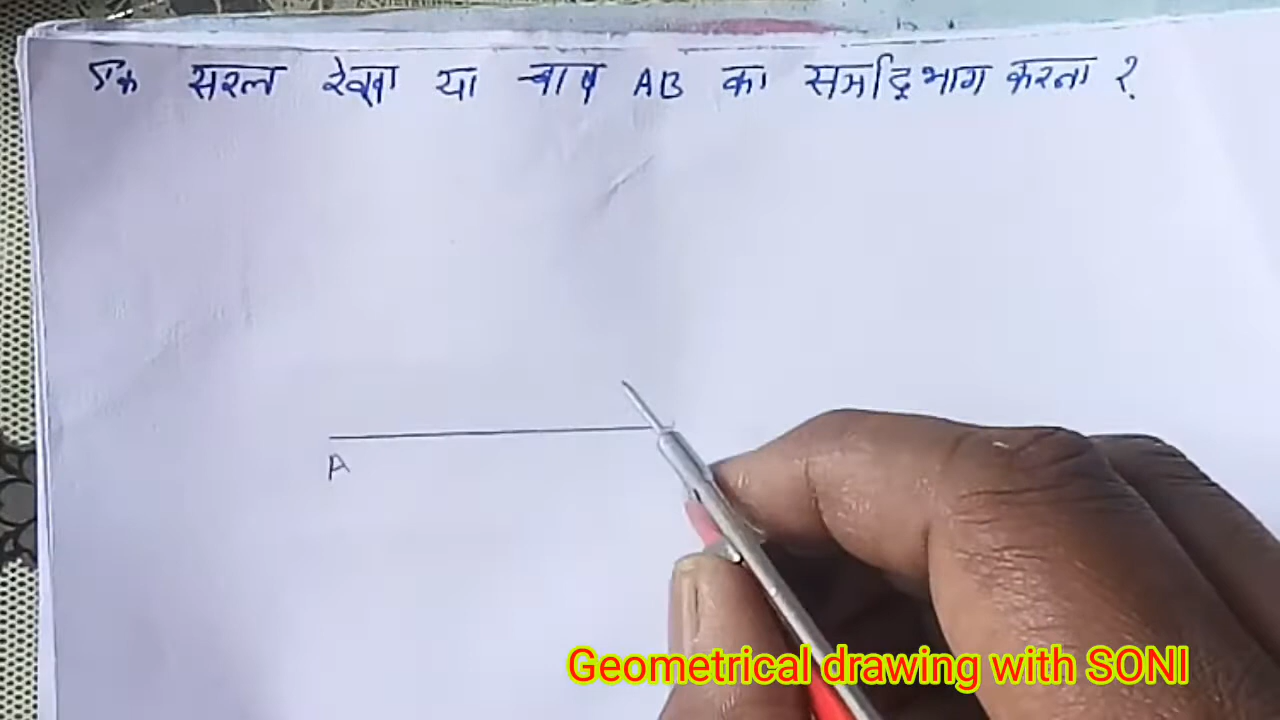 एक सरल रेखा या चाप AB का समद्विभाग करना ?
A
Geometrical drawing with SONI